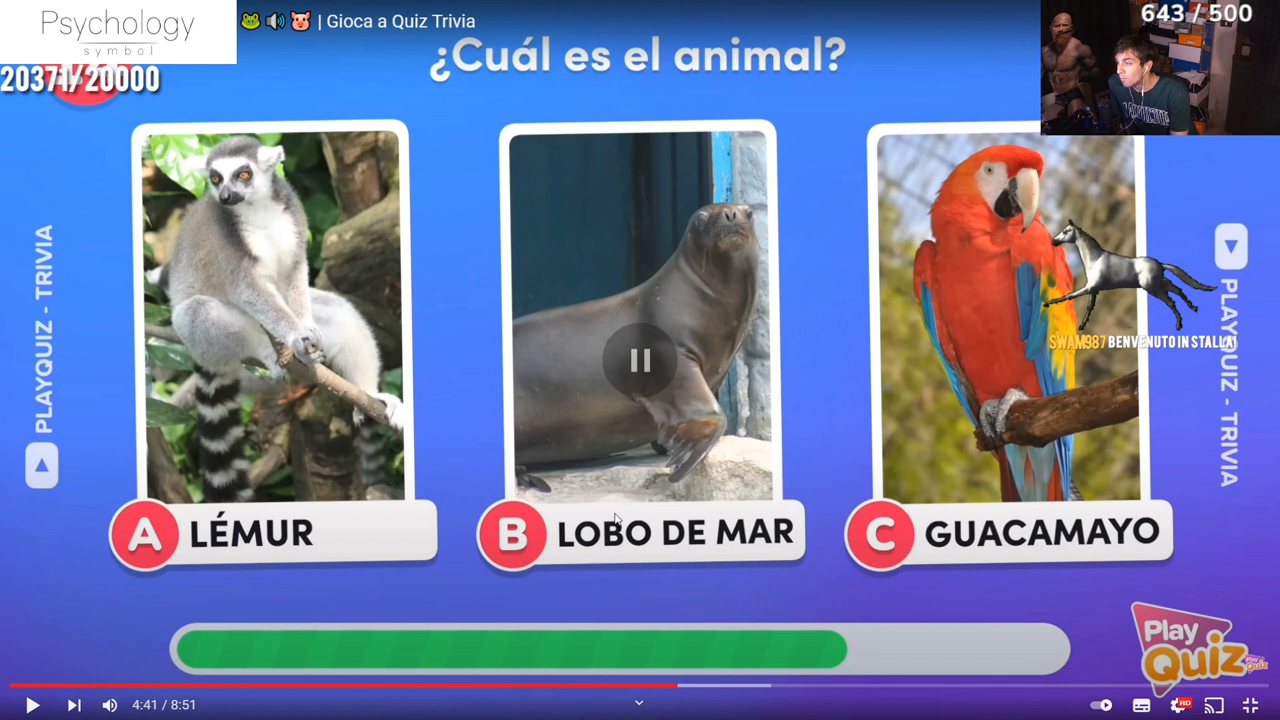 Psychology
symbol
20371/20000
🐸 🔊 🐷 | Gioca a Quiz Trivia
643 / 500
¿Cuál es el animal?
PLAYQUIZ - TRIVIA
PLAYQUIZ - TRIVIA
SWAM987 BENVENUTO IN STALLA!
A LÉMUR
B LOBO DE MAR
C GUACAMAYO
Play
Quiz
4:41 / 8:51
HD